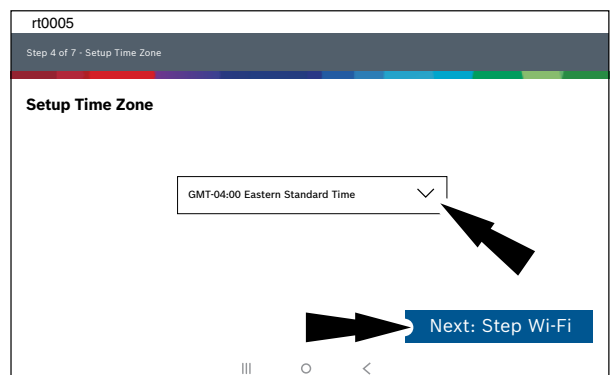 rt0005
Step 4 of 7 - Setup Time Zone
Setup Time Zone
GMT-04:00 Eastern Standard Time
Next: Step Wi-Fi